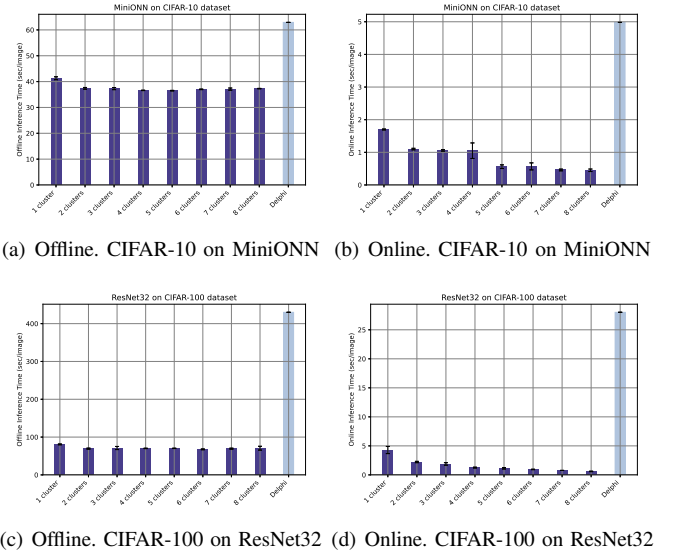 MiniONN on CIFAR-10 dataset
Offline Inference Time (sec/image)
60
50
40
30
20
10
0
1 cluster
2 clusters
3 clusters
4 clusters
5 clusters
6 clusters
7 clusters
8 clusters
Delphi
(a) Offline. CIFAR-10 on MiniONN
MiniONN on CIFAR-10 dataset
Online Inference Time (sec/image)
5
4
3
2
1
0
1 cluster
2 clusters
3 clusters
4 clusters
5 clusters
6 clusters
7 clusters
8 clusters
Delphi
(b) Online. CIFAR-10 on MiniONN
ResNet32 on CIFAR-100 dataset
Offline Inference Time (sec/image)
400
300
200
100
0
1 cluster
2 clusters
3 clusters
4 clusters
5 clusters
6 clusters
7 clusters
8 clusters
Delphi
(c) Offline. CIFAR-100 on ResNet32
ResNet32 on CIFAR-100 dataset
Online Inference Time (sec/image)
25
20
15
10
5
0
1 cluster
2 clusters
3 clusters
4 clusters
5 clusters
6 clusters
7 clusters
8 clusters
Delphi
(d) Online. CIFAR-100 on ResNet32